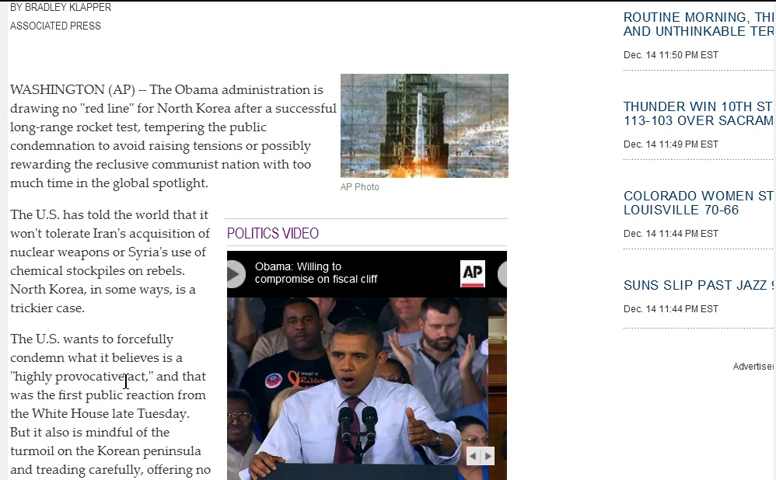 BY BRADLEY KLAPPER
ASSOCIATED PRESS
WASHINGTON (AP) -- The Obama administration is
drawing no "red line" for North Korea after a successful
long-range rocket test, tempering the public
condemnation to avoid raising tensions or possibly
rewarding the reclusive communist nation with too
much time in the global spotlight.
AP Photo
The U.S. has told the world that it
won't tolerate Iran's acquisition of
nuclear weapons or Syria's use of
chemical stockpiles on rebels.
North Korea, in some ways, is a
trickier case.
The U.S. wants to forcefully
condemn what it believes is a
"highly provocative act," and that
was the first public reaction from
the White House late Tuesday.
But it also is mindful of the
turmoil on the Korean peninsula
and treading carefully, offering no
POLITICS VIDEO
Obama: Willing to
compromise on fiscal cliff
AP
ROUTINE MORNING, THE
AND UNTHINKABLE TER
Dec. 14 11:50 PM EST
THUNDER WIN 10TH ST
113-103 OVER SACRAM
Dec. 14 11:49 PM EST
COLORADO WOMEN ST
LOUISVILLE 70-66
Dec. 14 11:44 PM EST
SUNS SLIP PAST JAZZ 9
Dec. 14 11:44 PM EST
Advertise